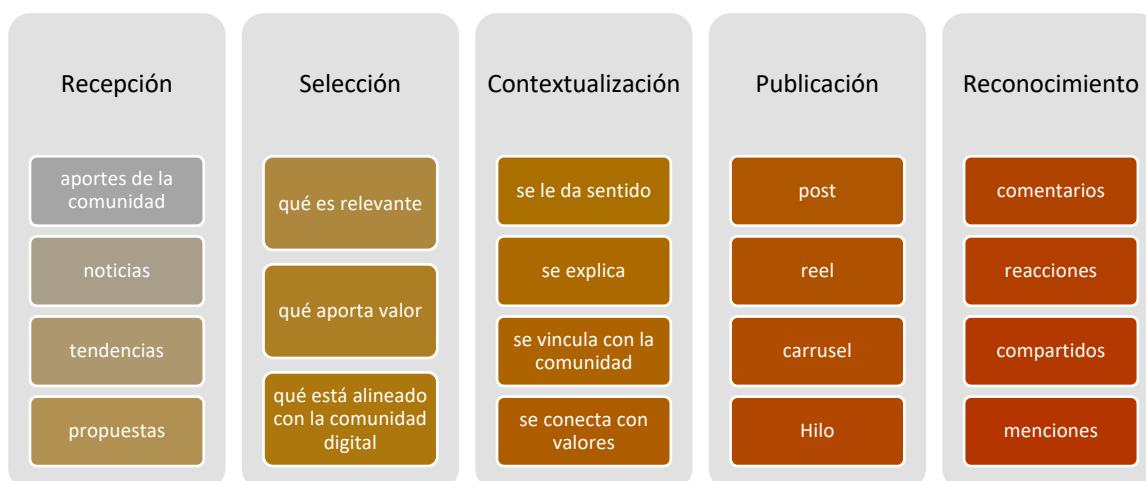 Recepción
aportes de la
comunidad
noticias
tendencias
propuestas
Selección
qué es relevante
qué aporta valor
qué está alineado
con la comunidad
digital
Contextualización
se le da sentido
se explica
se vincula con la
comunidad
se conecta con
valores
Publicación
post
reel
carrusel
Hilo
Reconocimiento
comentarios
reacciones
compartidos
menciones